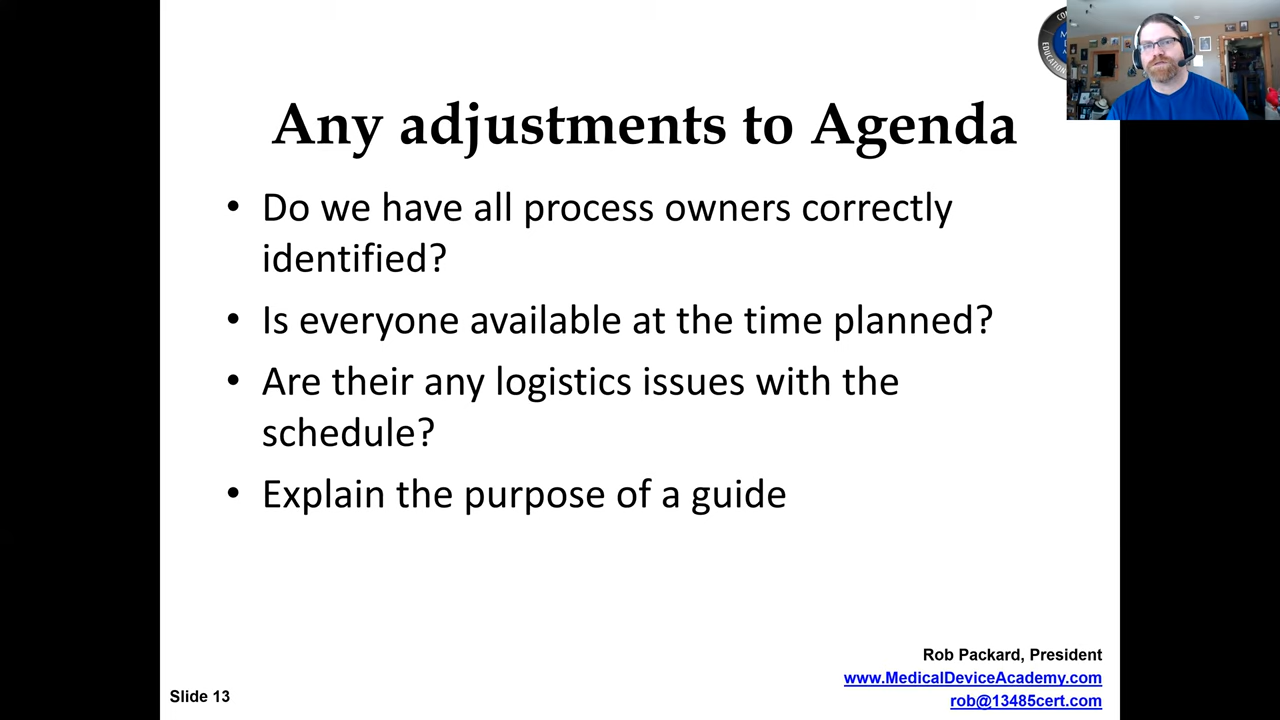 Any adjustments to Agenda
• Do we have all process owners correctly
identified?
• Is everyone available at the time planned?
• Are their any logistics issues with the
schedule?
• Explain the purpose of a guide
Rob Packard, President
www.MedicalDeviceAcademy.com
rob@13485cert.com
Slide 13